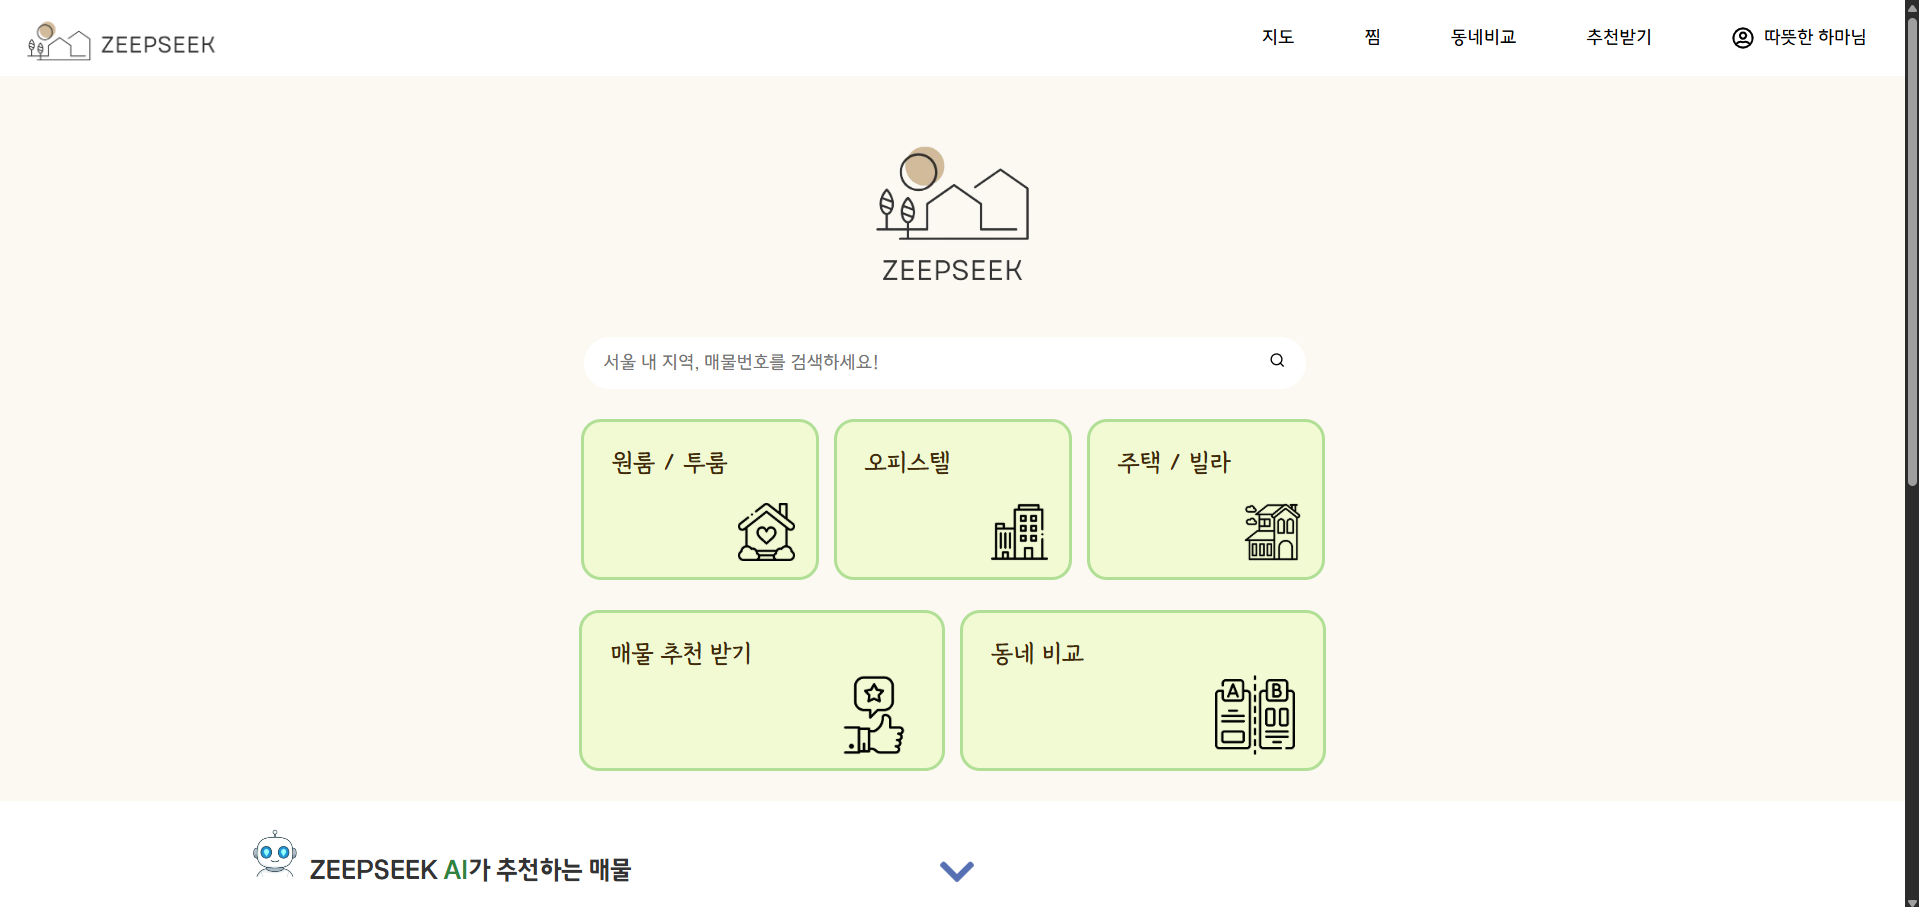 ZEEPSEEK
지도
찜
동네비교
추천받기
따뜻한 하마님
ZEEPSEEK
서울 내 지역, 매물번호를 검색하세요!
원룸 / 투룸
오피스텔
주택 / 빌라
매물 추천 받기
동네 비교
A B
ZEEPSEEK AI가 추천하는 매물